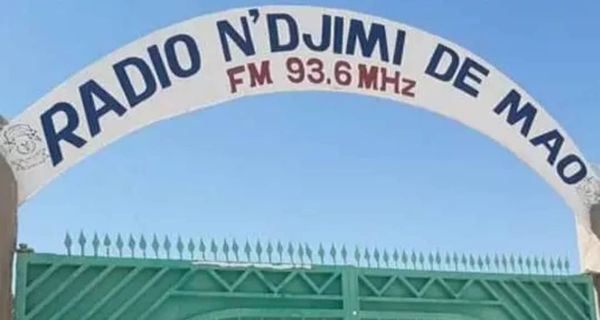 RADIO N'DJIMI DE MAO
FM 93.6 MHz